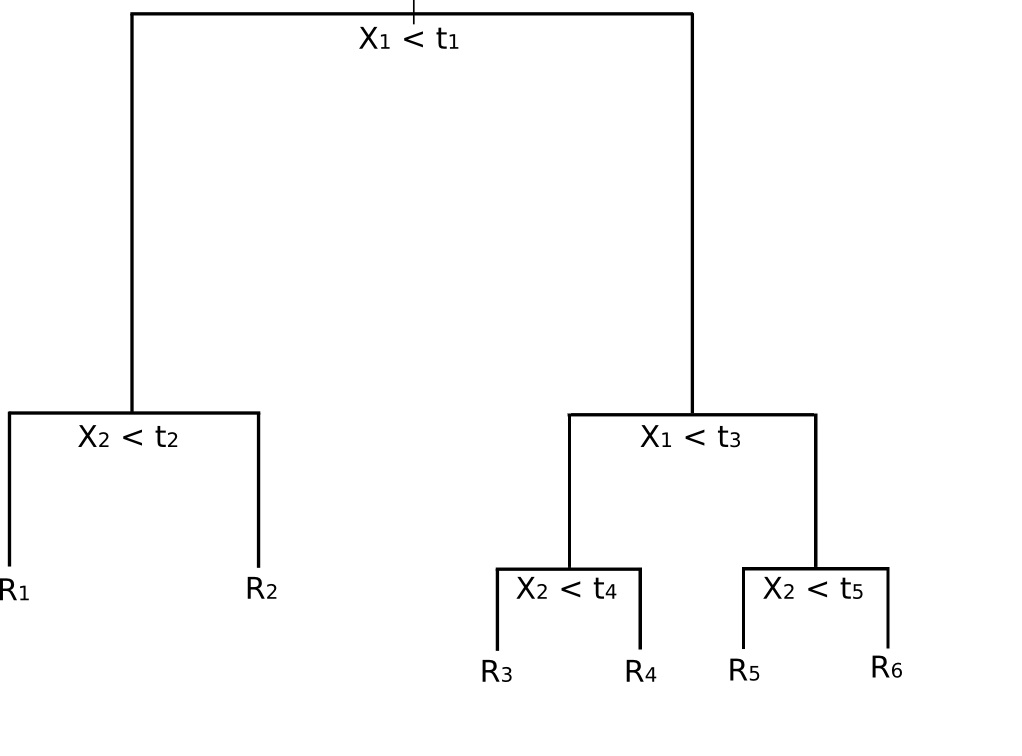 X₁ < t₁
X₂ < t₂
X₁ < t₃
R₁
R₂
X₂ < t₄
X₂ < t₅
R₃
R₄
R₅
R₆